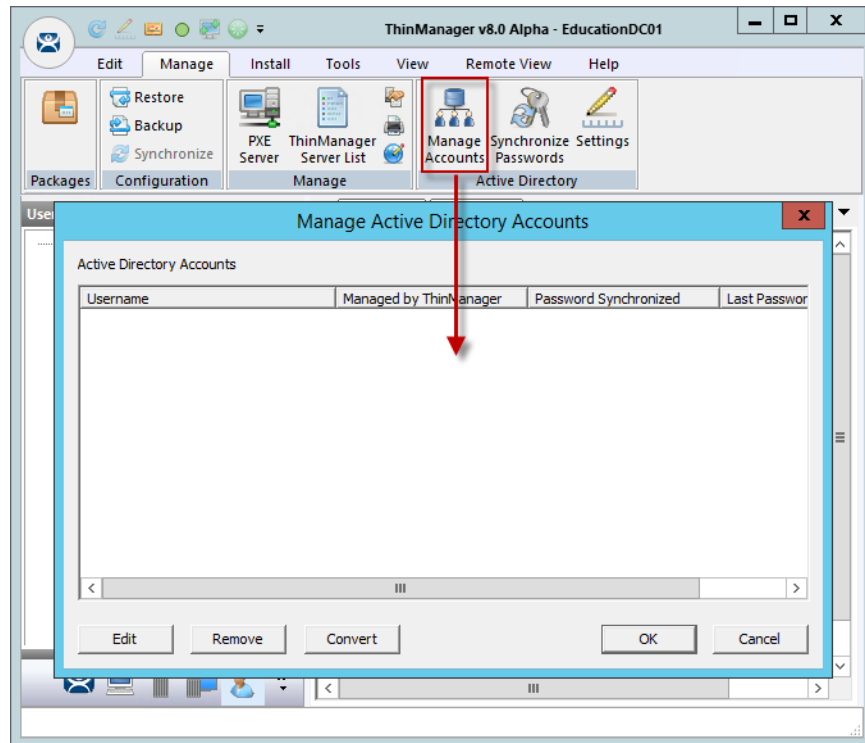 ThinManager v8.0 Alpha - EducationDC01
Edit Manage Install Tools View Remote View Help
Restore
Backup
Synchronize
PXE Server
ThinManager Server List
Manage Accounts
Synchronize Passwords
Settings
Packages Configuration Manage Active Directory
Manage Active Directory Accounts
Active Directory Accounts
Username Managed by ThinManager Password Synchronized Last Passwor
Edit Remove Convert OK Cancel